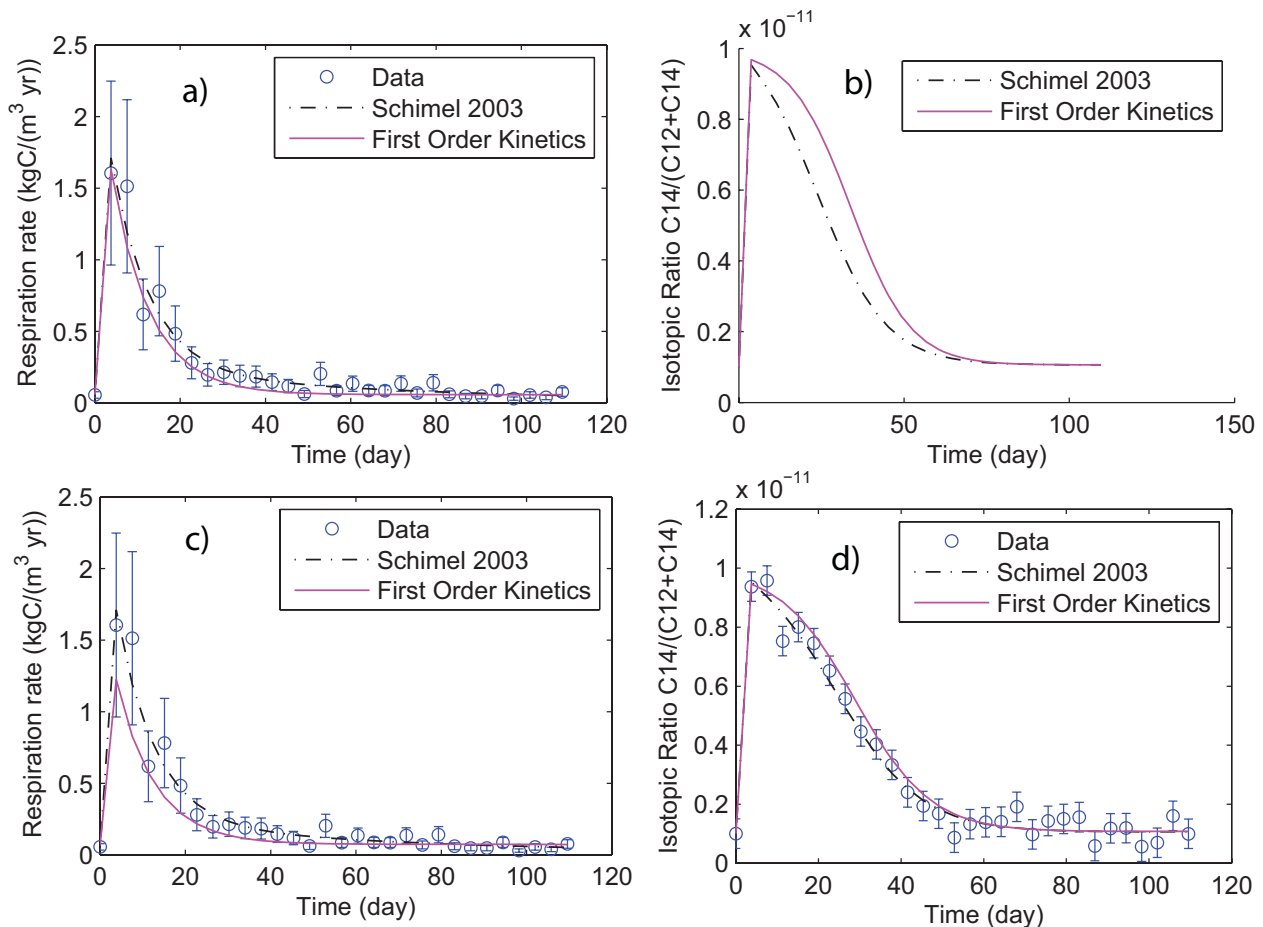 a)
2.5
2
1.5
1
0.5
0
Respiration rate (kgC/(m³ yr))
Data
Schimel 2003
First Order Kinetics
0 20 40 60 80 100 120
Time (day)
b)
x 10⁻¹¹
1
0.8
0.6
0.4
0.2
0
Isotopic Ratio C14/(C12+C14)
Schimel 2003
First Order Kinetics
0 50 100 150
Time (day)
c)
2.5
2
1.5
1
0.5
0
Respiration rate (kgC/(m³ yr))
Data
Schimel 2003
First Order Kinetics
0 20 40 60 80 100 120
Time (day)
d)
x 10⁻¹¹
1.2
1
0.8
0.6
0.4
0.2
0
Isotopic Ratio C14/(C12+C14)
Data
Schimel 2003
First Order Kinetics
0 20 40 60 80 100 120
Time (day)